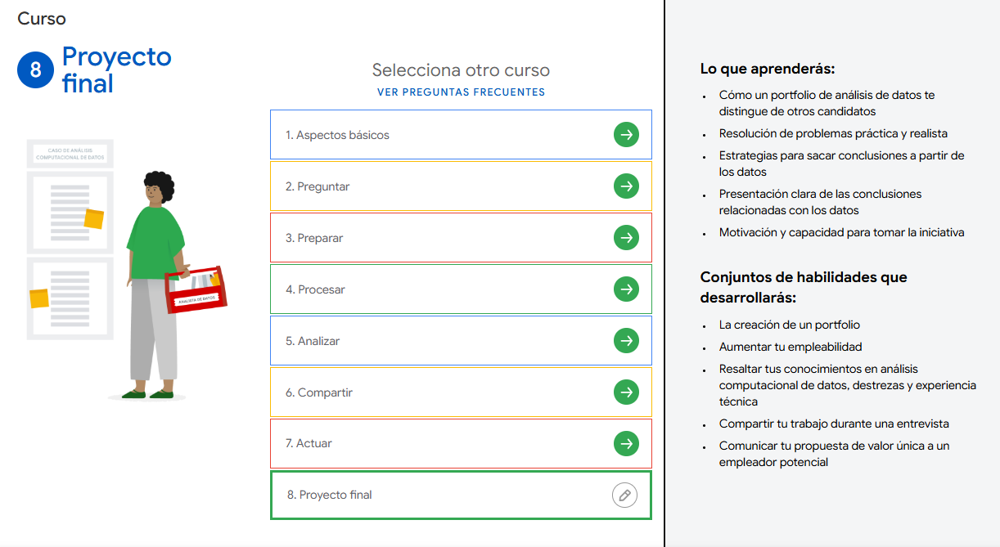 Curso
8
Proyecto
final
CASO DE ANÁLISIS
COMPUTACIONAL DE DATOS
ANALISTA DE DATOS
Selecciona otro curso
VER PREGUNTAS FRECUENTES
1. Aspectos básicos
2. Preguntar
3. Preparar
4. Procesar
5. Analizar
6. Compartir
7. Actuar
8. Proyecto final
Lo que aprenderás:
• Cómo un portfolio de análisis de datos te
distingue de otros candidatos
• Resolución de problemas práctica y realista
• Estrategias para sacar conclusiones a partir de
los datos
• Presentación clara de las conclusiones
relacionadas con los datos
• Motivación y capacidad para tomar la iniciativa
Conjuntos de habilidades que
desarrollarás:
• La creación de un portfolio
• Aumentar tu empleabilidad
• Resaltar tus conocimientos en análisis
computacional de datos, destrezas y experiencia
técnica
• Compartir tu trabajo durante una entrevista
• Comunicar tu propuesta de valor única a un
empleador potencial